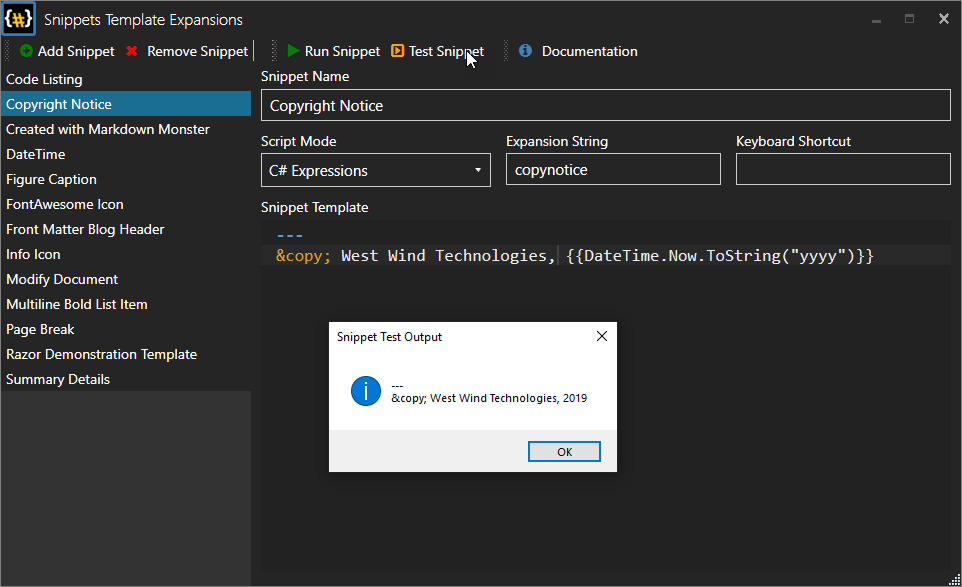 {#} Snippets Template Expansions
Add Snippet Remove Snippet Run Snippet Test Snippet Documentation
Code Listing
Copyright Notice
Created with Markdown Monster
DateTime
Figure Caption
FontAwesome Icon
Front Matter Blog Header
Info Icon
Modify Document
Multiline Bold List Item
Page Break
Razor Demonstration Template
Summary Details
Snippet Name
Copyright Notice
Script Mode Expansion String Keyboard Shortcut
C# Expressions copynotice
Snippet Template
---
&copy; West Wind Technologies, {{DateTime.Now.ToString("yyyy")}}
Snippet Test Output
---
&copy; West Wind Technologies, 2019
OK